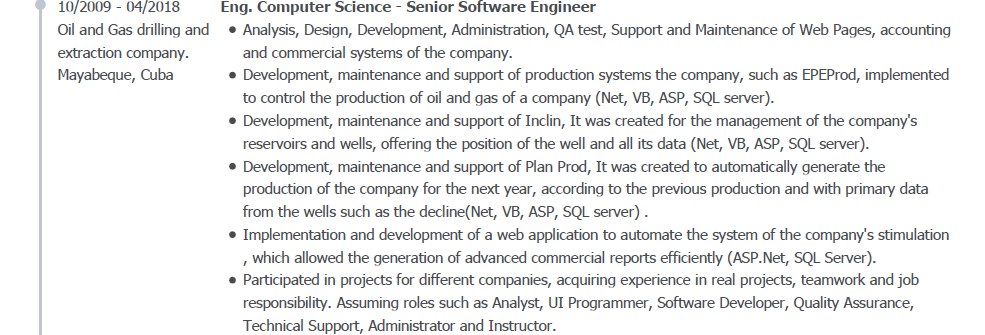 10/2009 - 04/2018
Oil and Gas drilling and
extraction company.
Mayabeque, Cuba
Eng. Computer Science - Senior Software Engineer
● Analysis, Design, Development, Administration, QA test, Support and Maintenance of Web Pages, accounting
and commercial systems of the company.
● Development, maintenance and support of production systems the company, such as EPEProd, implemented
to control the production of oil and gas of a company (Net, VB, ASP, SQL server).
● Development, maintenance and support of Inclin, It was created for the management of the company's
reservoirs and wells, offering the position of the well and all its data (Net, VB, ASP, SQL server).
● Development, maintenance and support of Plan Prod, It was created to automatically generate the
production of the company for the next year, according to the previous production and with primary data
from the wells such as the decline(Net, VB, ASP, SQL server) .
● Implementation and development of a web application to automate the system of the company's stimulation
, which allowed the generation of advanced commercial reports efficiently (ASP.Net, SQL Server).
● Participated in projects for different companies, acquiring experience in real projects, teamwork and job
responsibility. Assuming roles such as Analyst, UI Programmer, Software Developer, Quality Assurance,
Technical Support, Administrator and Instructor.